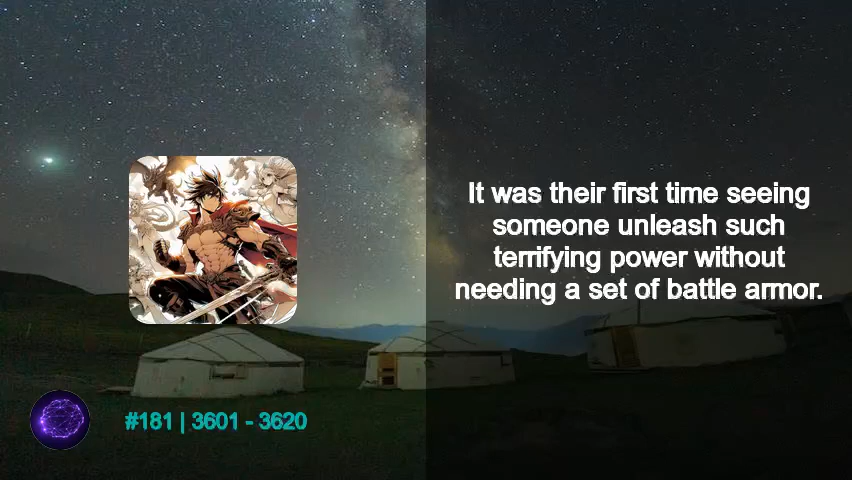 It was their first time seeing
someone unleash such
terrifying power without
needing a set of battle armor.
#181 | 3601 - 3620